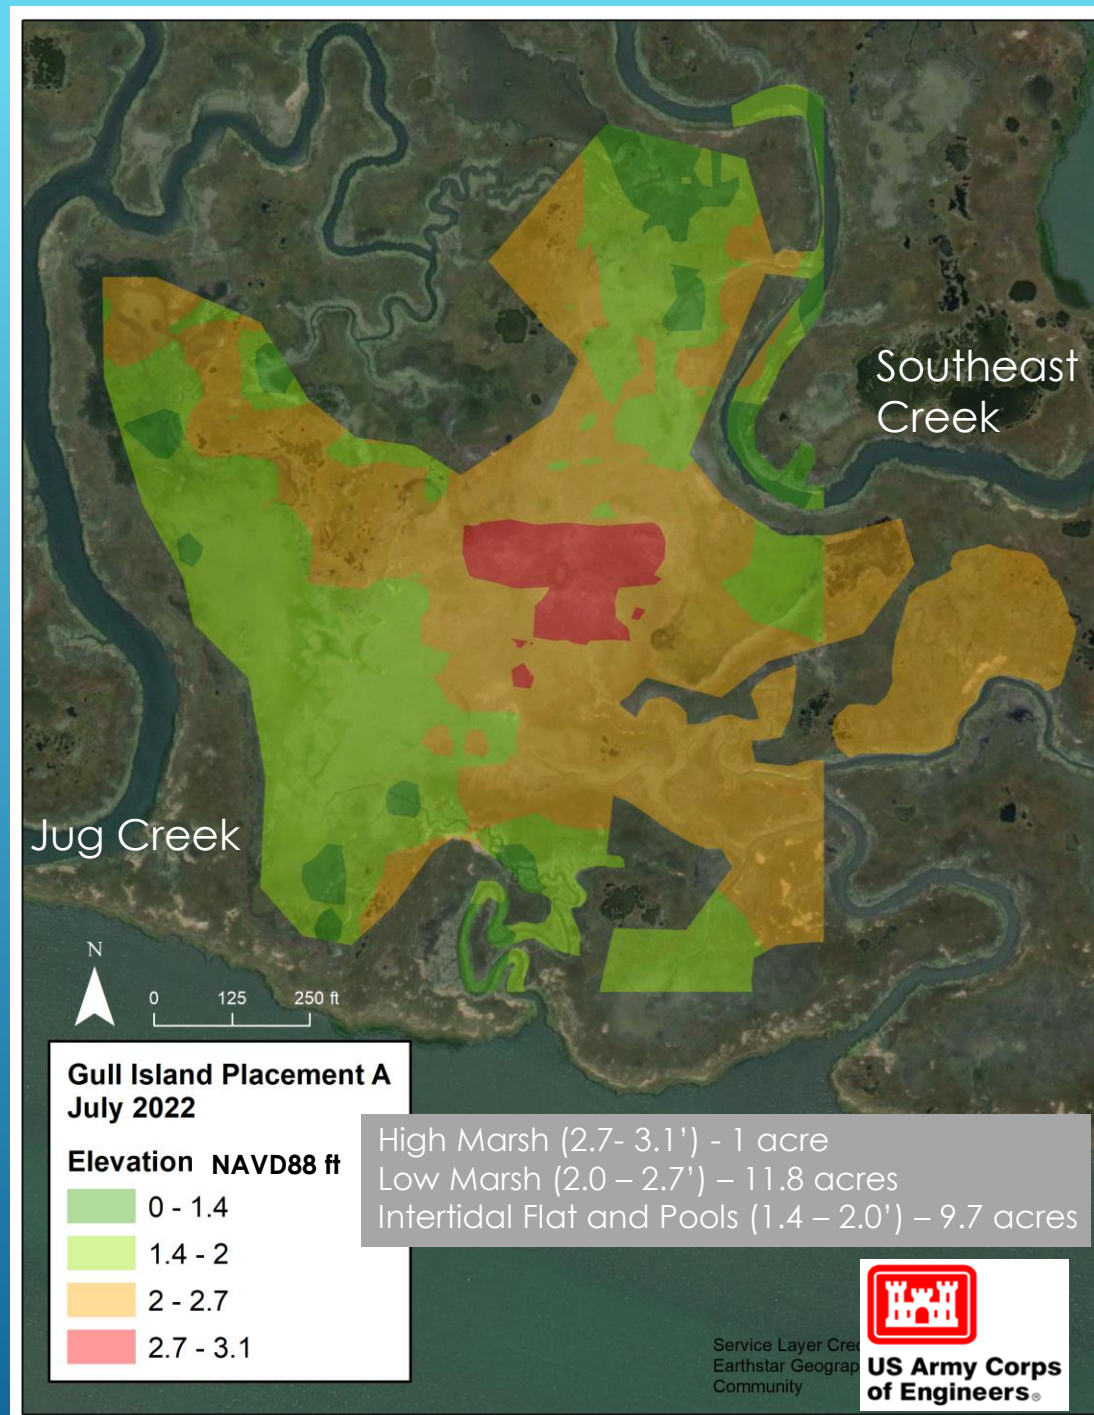 Southeast
Creek
Jug Creek
N
0 125 250 ft
Gull Island Placement A
July 2022
Elevation NAVD88 ft
0 - 1.4
1.4 - 2
2 - 2.7
2.7 - 3.1
High Marsh (2.7- 3.1’) - 1 acre
Low Marsh (2.0 – 2.7’) – 11.8 acres
Intertidal Flat and Pools (1.4 – 2.0’) – 9.7 acres
Service Layer
Earthstar
Community
US Army Corps
of Engineers®